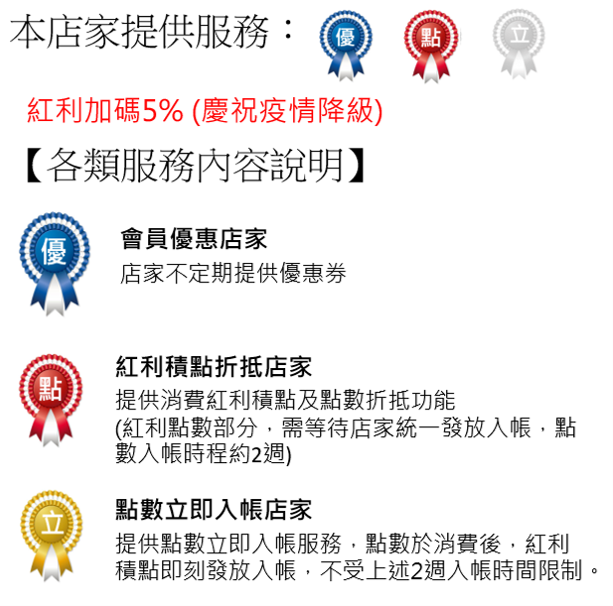 本店家提供服務：優 點 立
紅利加碼5% (慶祝疫情降級)
【各類服務內容說明】
優
會員優惠店家
店家不定期提供優惠券
點
紅利積點折抵店家
提供消費紅利積點及點數折抵功能
(紅利點數部分，需等待店家統一發放入帳，點
數入帳時程約2週)
立
點數立即入帳店家
提供點數立即入帳服務，點數於消費後，紅利
積點即刻發放入帳，不受上述2週入帳時間限制。